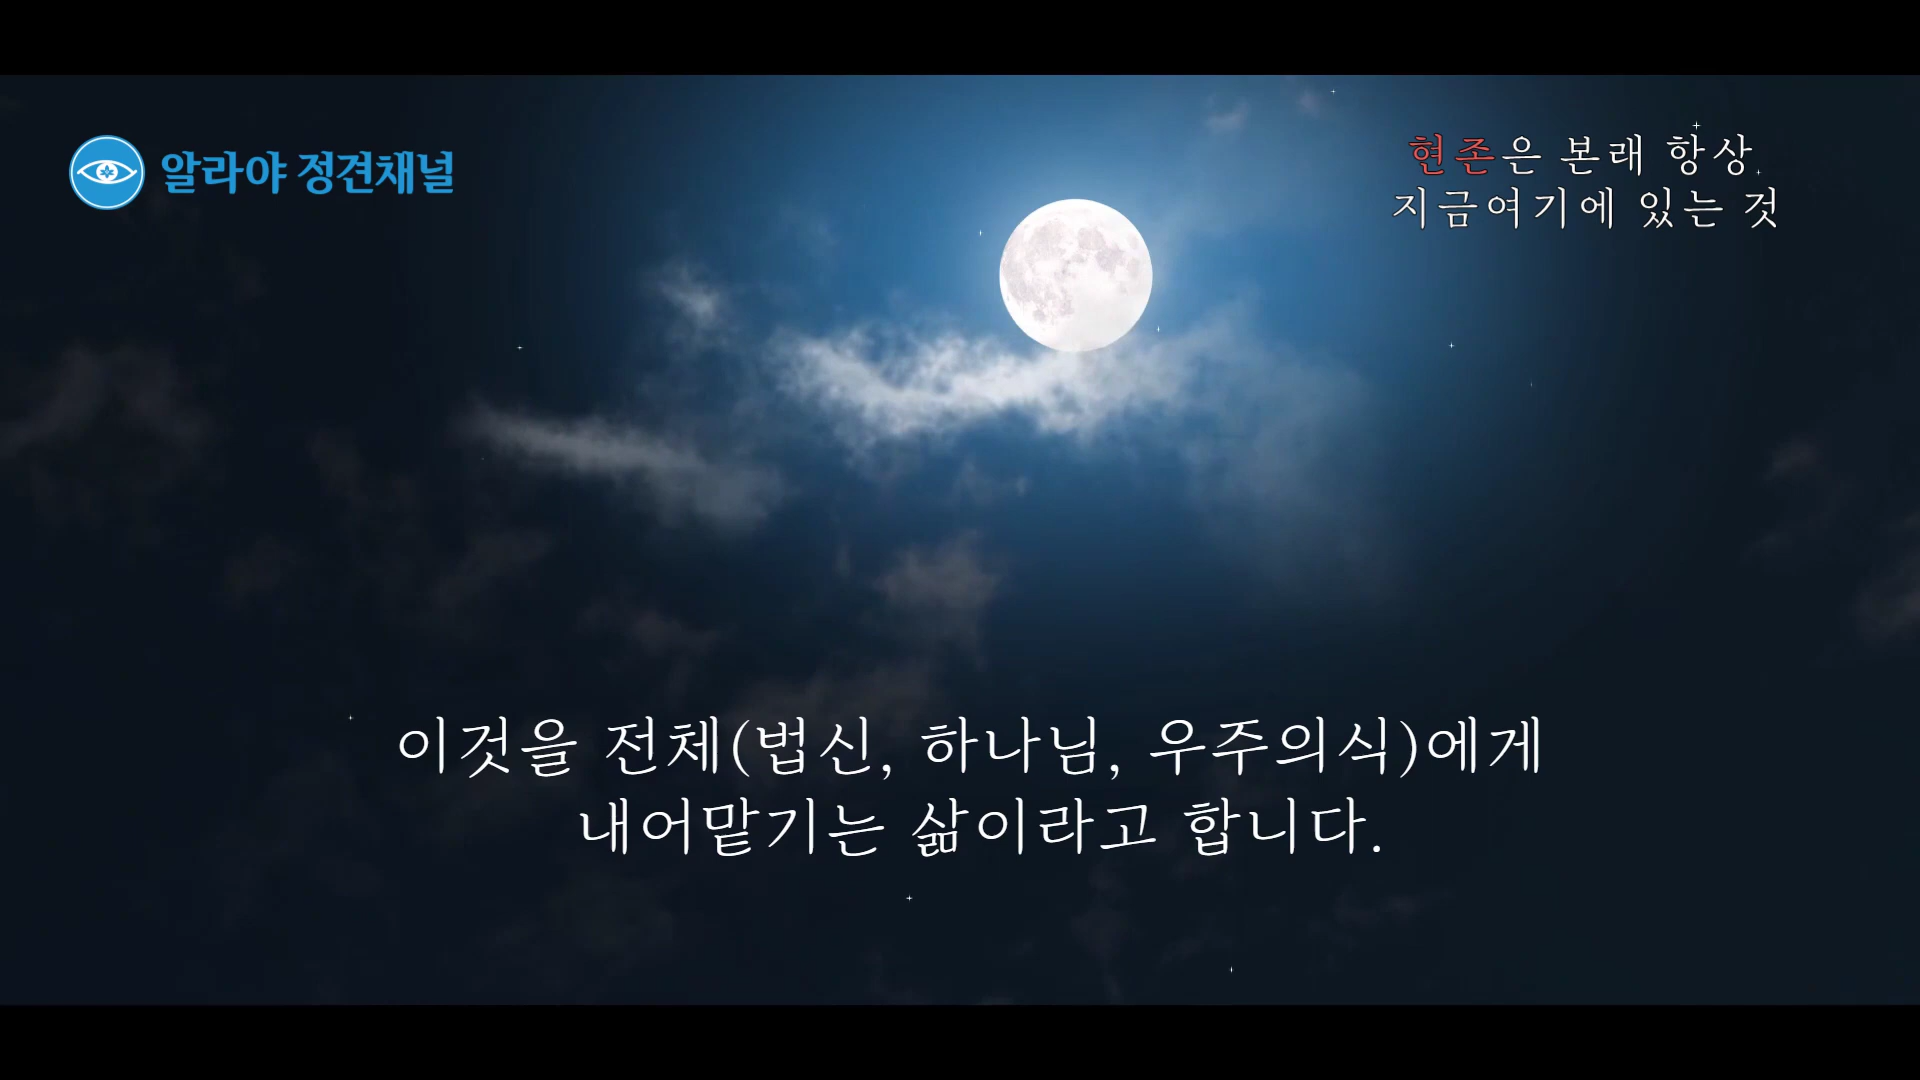 알라야 정견채널
현존은 본래 항상
지금여기에 있는 것
이것을 전체(법신, 하나님, 우주의식)에게
내어맡기는 삶이라고 합니다.